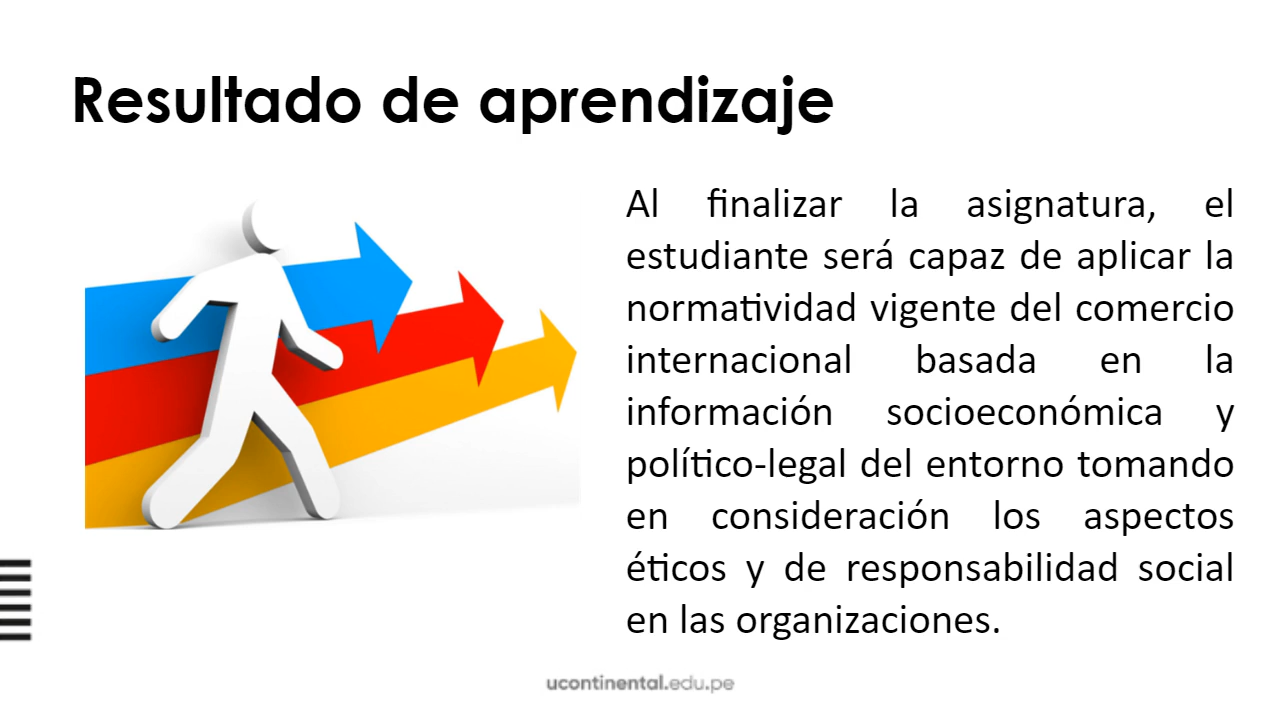 Resultado de aprendizaje
Al finalizar la asignatura, el
estudiante será capaz de aplicar la
normatividad vigente del comercio
internacional basada en la
información socioeconómica y
político-legal del entorno tomando
en consideración los aspectos
éticos y de responsabilidad social
en las organizaciones.
ucontinental.edu.pe